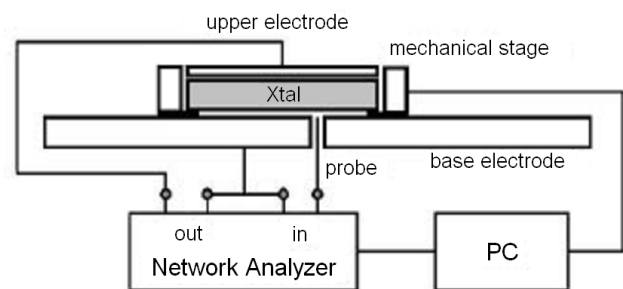 upper electrode
mechanical stage
Xtal
probe
base electrode
out
in
Network Analyzer
PC